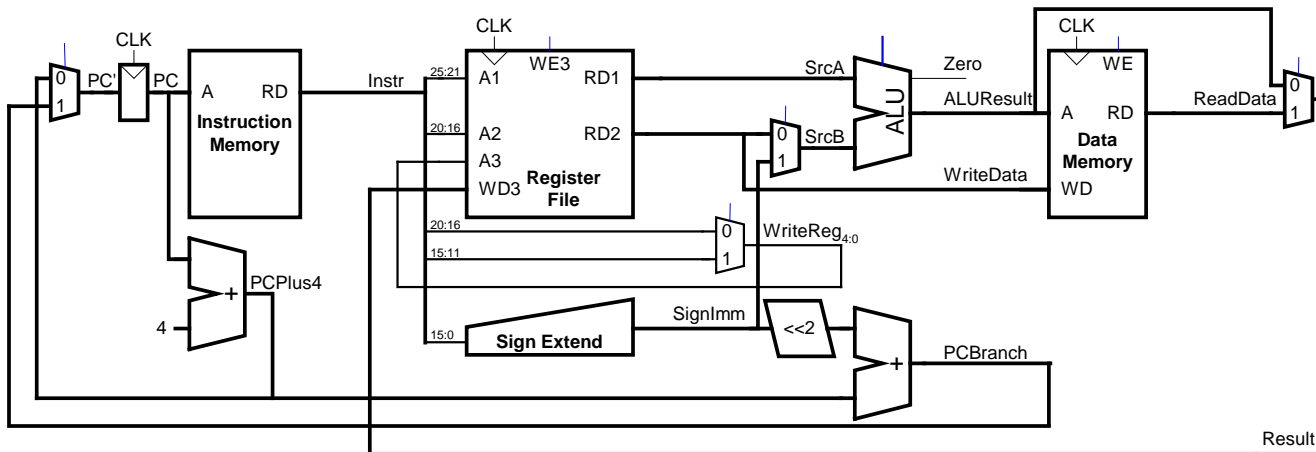 CLK
CLK
CLK
0
1
PC'
PC
A
RD
Instruction
Memory
Instr
25:21
A1
WE3
RD1
SrcA
Zero
WE
0
1
20:16
A2
RD2
0
1
SrcB
ALU
ALUResult
A
RD
ReadData
A3
WD3
Register
File
Data
Memory
WriteData
WD
20:16
15:11
0
1
WriteReg4:0
PCPlus4
+
4
15:0
Sign Extend
SignImm
<<2
+
PCBranch
Result